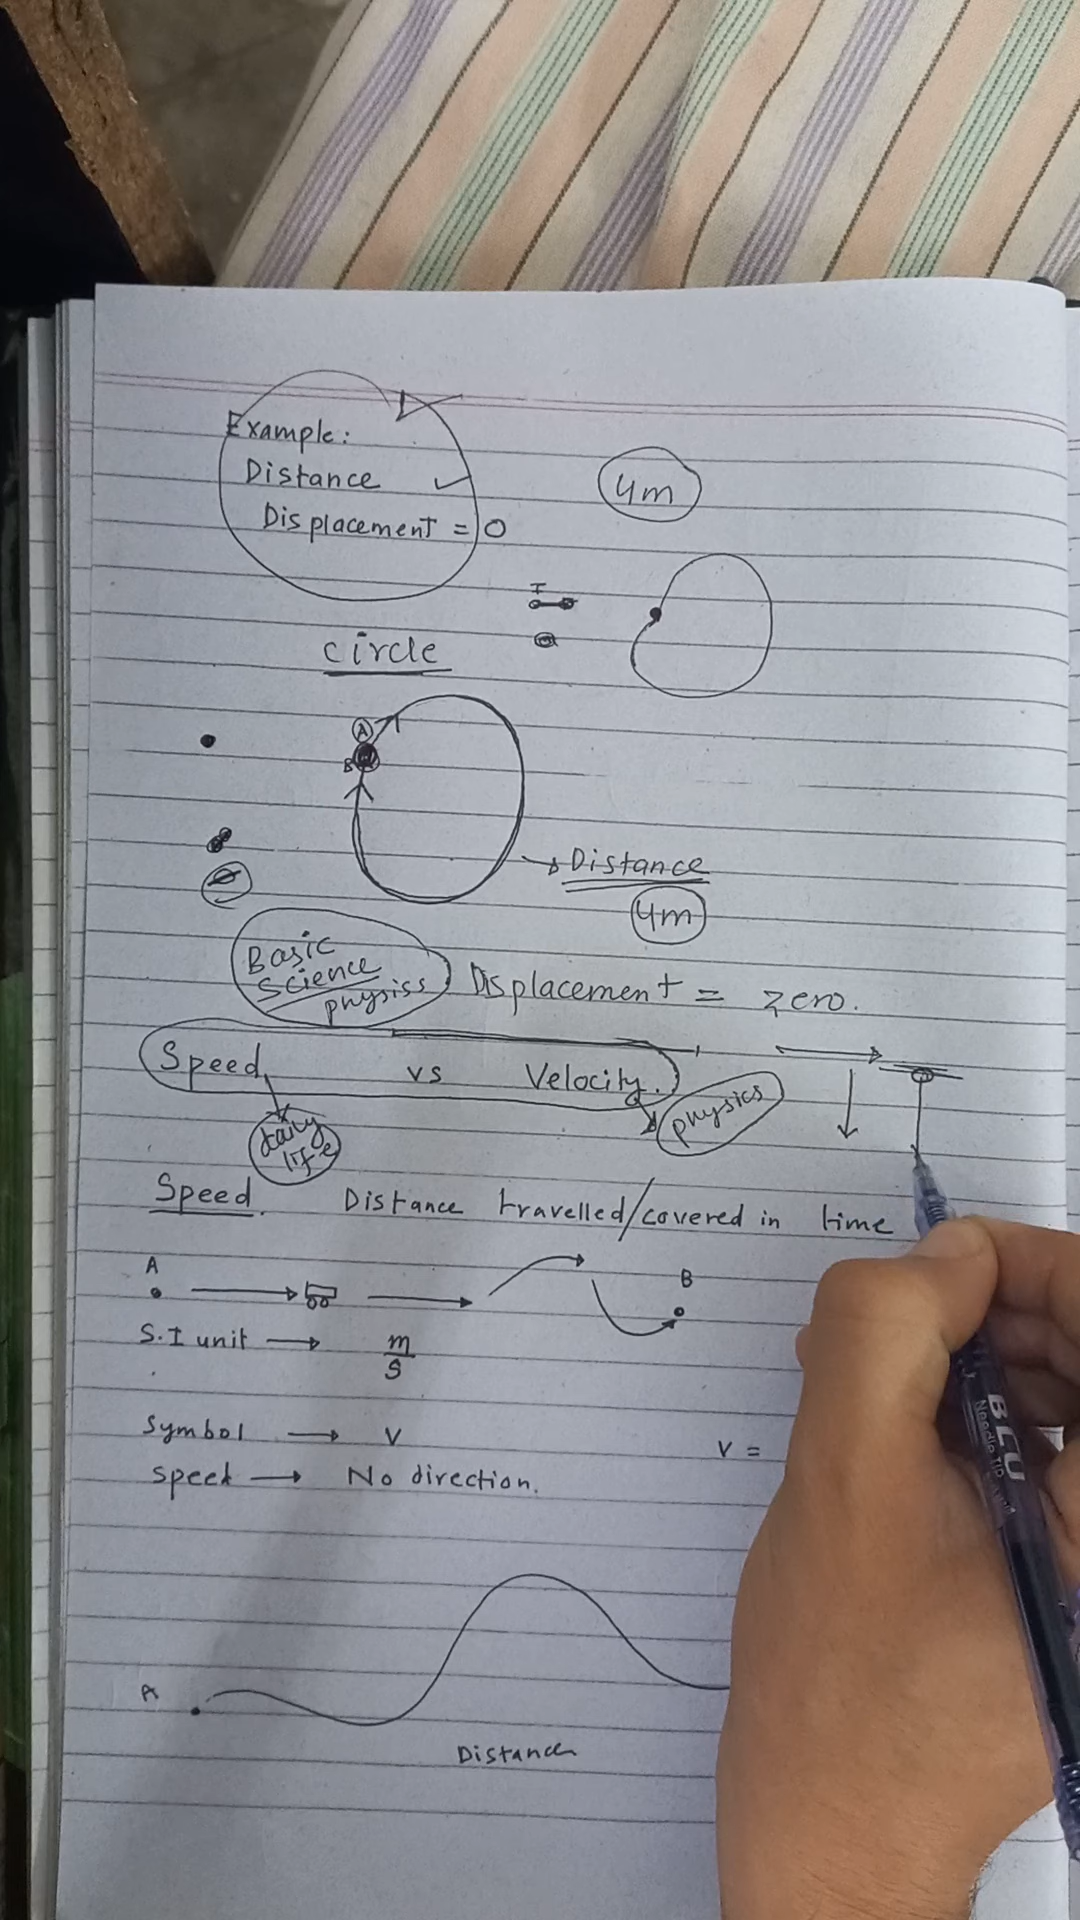 Example:
Distance
Displacement = 0
4m
I
circle
A
B
Distance
4m
Basic
Science
physiss
Displacement = zero.
Speed vs Velocity.
physics
daily
life
Speed. Distance travelled/covered in time
A
B
S.I unit → m/s
Symbol → v
v =
speed → No direction.
A
Distance
BLU
Needle Tip